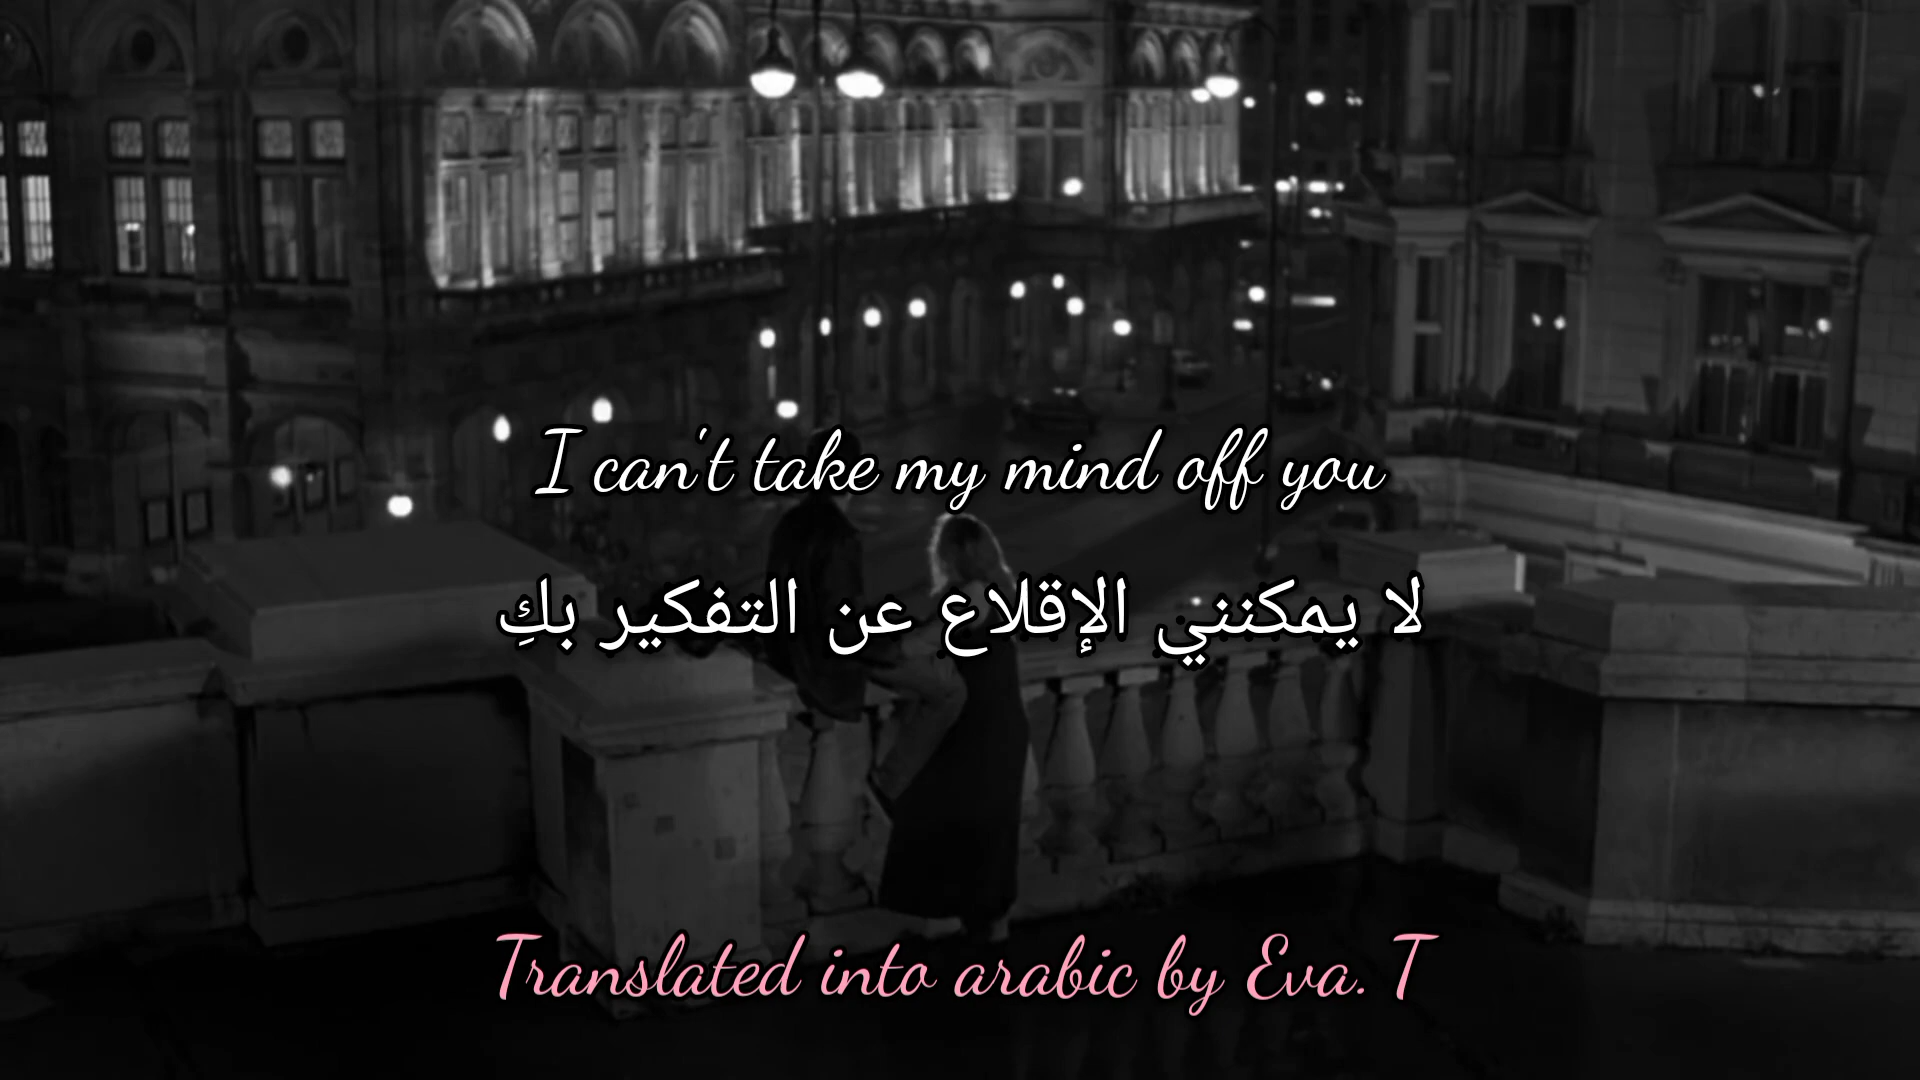 I can't take my mind off you
لا يمكنني الإقلاع عن التفكير بكِ
Translated into arabic by Eva. T